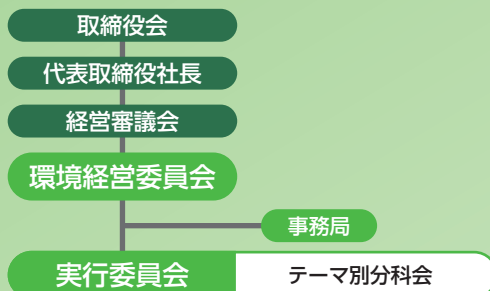 取締役会
代表取締役社長
経営審議会
環境経営委員会
事務局
実行委員会 テーマ別分科会